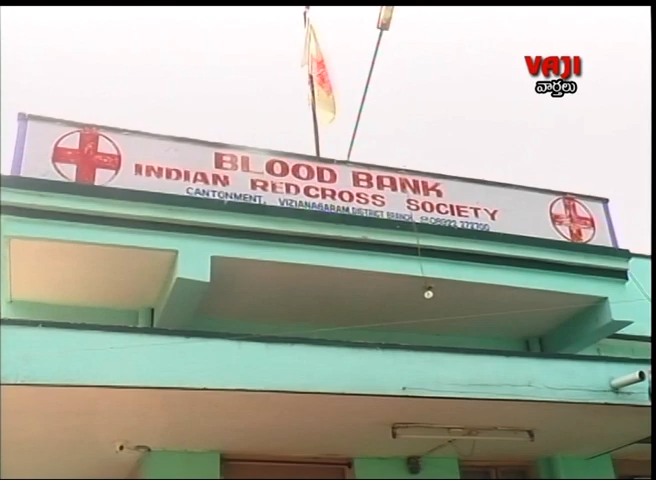 VAJI
వార్తలు
BLOOD BANK
INDIAN REDCROSS SOCIETY
CANTONMENT, VIZIANAGARAM DISTRICT BRANCH,